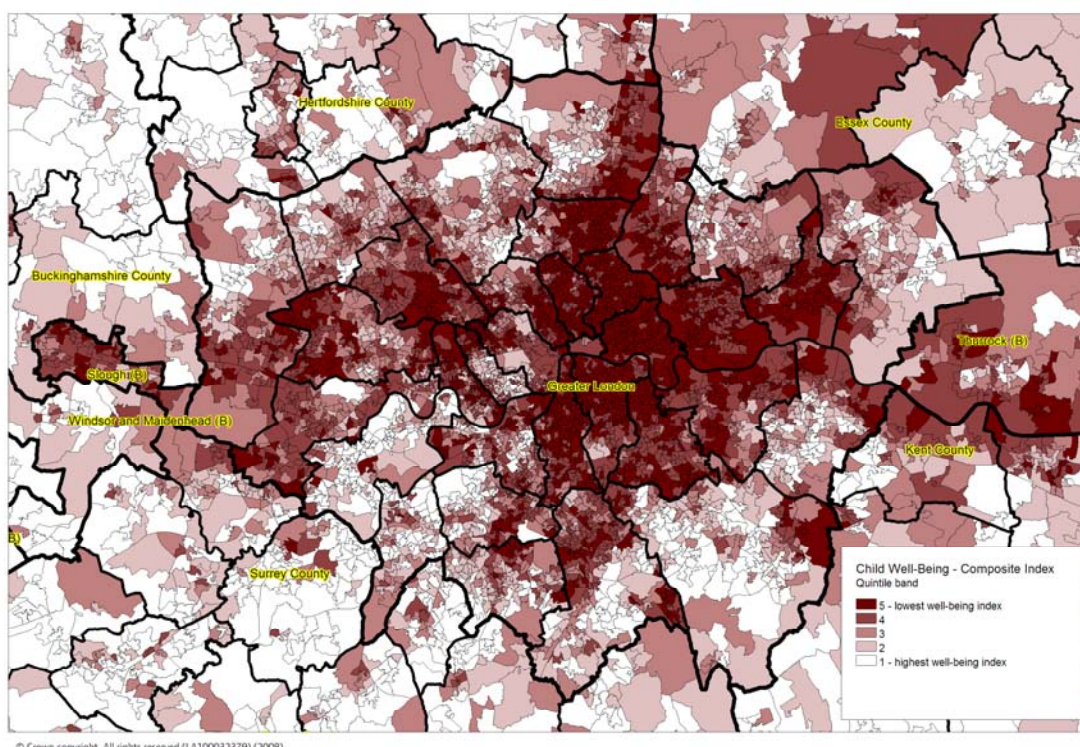 Hertfordshire County
Essex County
Buckinghamshire County
Thurrock (B)
Slough (B)
Greater London
Windsor and Maidenhead (B)
Kent County
B)
Surrey County
Child Well-Being - Composite Index
Quintile band
5 - lowest well-being index
4
3
2
1 - highest well-being index
© Crown copyright. All rights reserved (LA100032379) (2009)